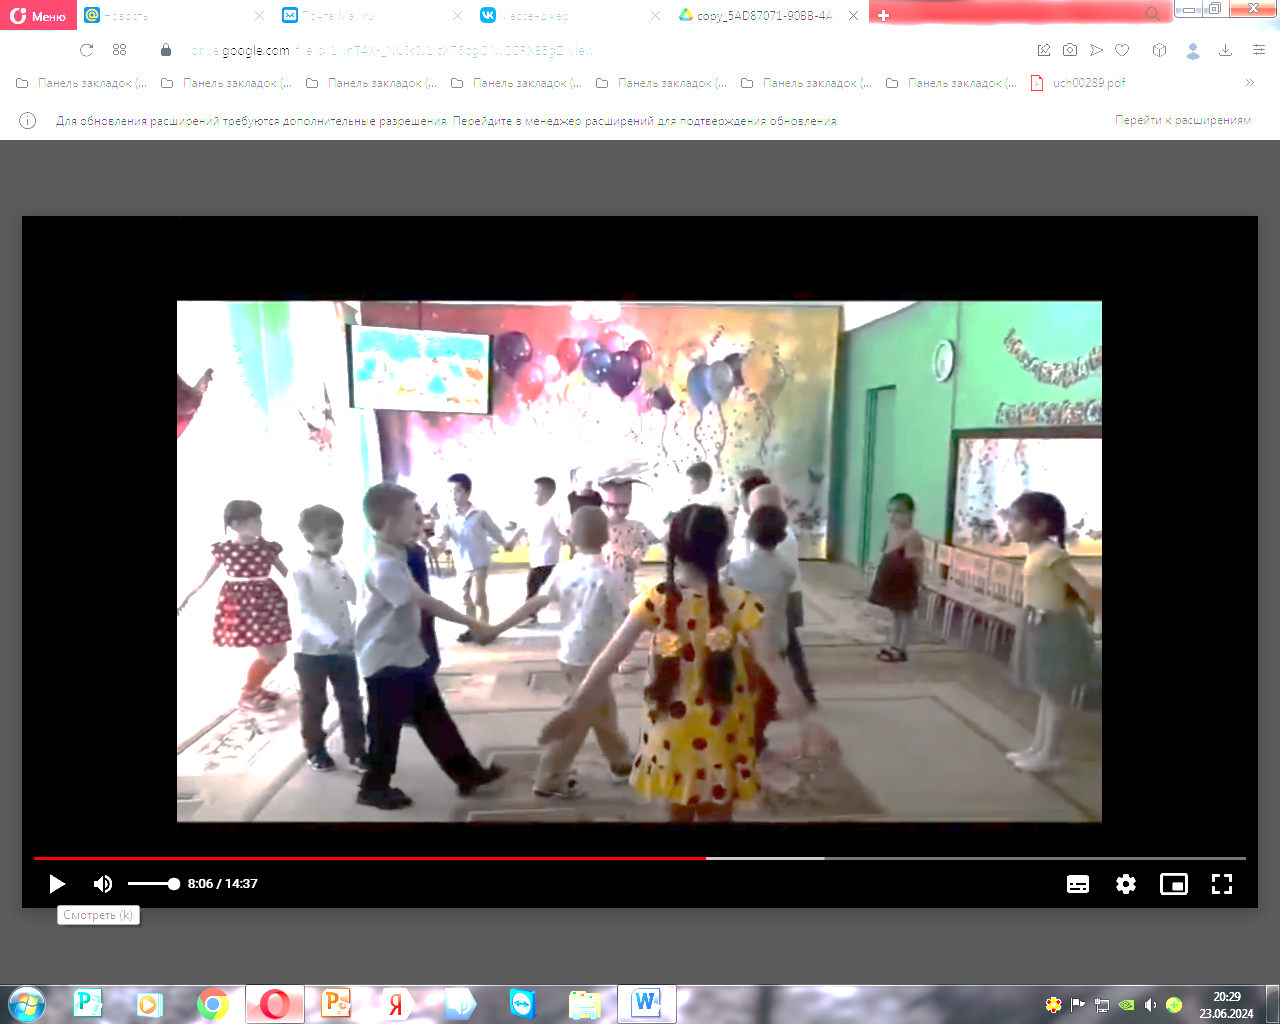 Меню
copy_5AD87071-90BB-4A
google.com
Панель закладок (... Панель закладок (... Панель закладок (... Панель закладок (... Панель закладок (... Панель закладок (... Панель закладок (... uch00289.pdf
Для обновления расширений требуются дополнительные разрешения. Перейдите в менеджер расширений для подтверждения обновления. Перейти к расширениям
8:06 / 14:37
Смотреть (k)
20:29
23.06.2024